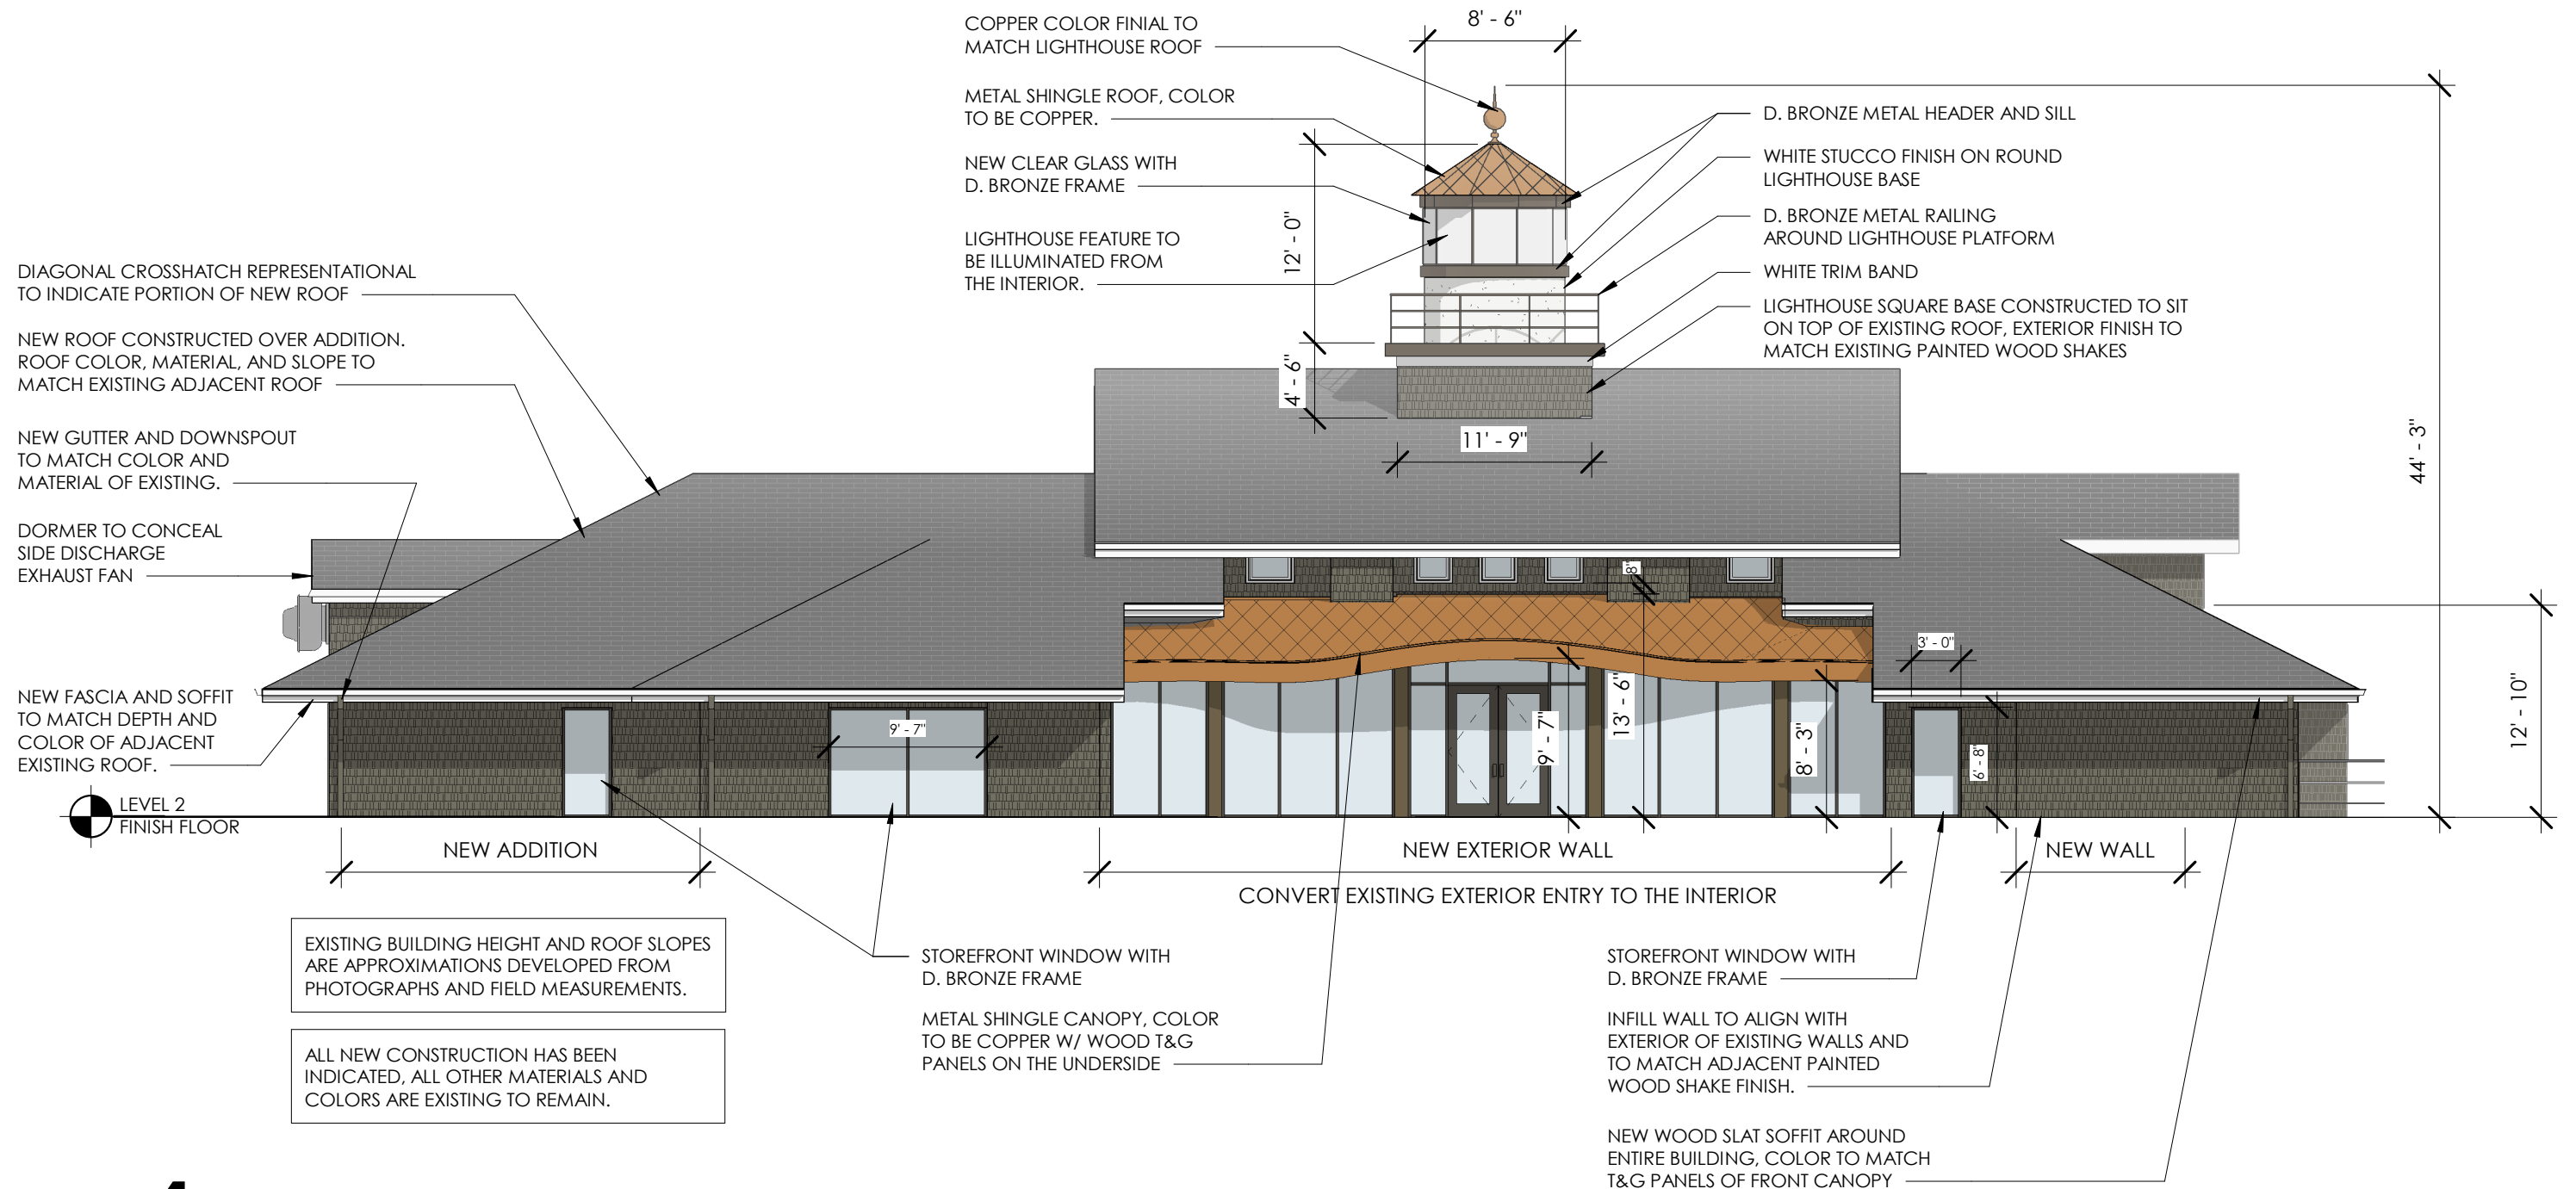 COPPER COLOR FINIAL TO
MATCH LIGHTHOUSE ROOF
METAL SHINGLE ROOF, COLOR
TO BE COPPER.
NEW CLEAR GLASS WITH
D. BRONZE FRAME
LIGHTHOUSE FEATURE TO
BE ILLUMINATED FROM
THE INTERIOR.
8' - 6"
D. BRONZE METAL HEADER AND SILL
WHITE STUCCO FINISH ON ROUND
LIGHTHOUSE BASE
D. BRONZE METAL RAILING
AROUND LIGHTHOUSE PLATFORM
WHITE TRIM BAND
LIGHTHOUSE SQUARE BASE CONSTRUCTED TO SIT
ON TOP OF EXISTING ROOF, EXTERIOR FINISH TO
MATCH EXISTING PAINTED WOOD SHAKES
12' - 0"
4' - 6"
11' - 9"
44' - 3"
DIAGONAL CROSSHATCH REPRESENTATIONAL
TO INDICATE PORTION OF NEW ROOF
NEW ROOF CONSTRUCTED OVER ADDITION.
ROOF COLOR, MATERIAL, AND SLOPE TO
MATCH EXISTING ADJACENT ROOF
NEW GUTTER AND DOWNSPOUT
TO MATCH COLOR AND
MATERIAL OF EXISTING.
DORMER TO CONCEAL
SIDE DISCHARGE
EXHAUST FAN
NEW FASCIA AND SOFFIT
TO MATCH DEPTH AND
COLOR OF ADJACENT
EXISTING ROOF.
LEVEL 2
FINISH FLOOR
9' - 7"
8"
9' - 7"
13' - 6"
8' - 3"
3' - 0"
6' - 8"
12' - 10"
NEW ADDITION
NEW EXTERIOR WALL
CONVERT EXISTING EXTERIOR ENTRY TO THE INTERIOR
NEW WALL
EXISTING BUILDING HEIGHT AND ROOF SLOPES
ARE APPROXIMATIONS DEVELOPED FROM
PHOTOGRAPHS AND FIELD MEASUREMENTS.
ALL NEW CONSTRUCTION HAS BEEN
INDICATED, ALL OTHER MATERIALS AND
COLORS ARE EXISTING TO REMAIN.
STOREFRONT WINDOW WITH
D. BRONZE FRAME
METAL SHINGLE CANOPY, COLOR
TO BE COPPER W/ WOOD T&G
PANELS ON THE UNDERSIDE
STOREFRONT WINDOW WITH
D. BRONZE FRAME
INFILL WALL TO ALIGN WITH
EXTERIOR OF EXISTING WALLS AND
TO MATCH ADJACENT PAINTED
WOOD SHAKE FINISH.
NEW WOOD SLAT SOFFIT AROUND
ENTIRE BUILDING, COLOR TO MATCH
T&G PANELS OF FRONT CANOPY